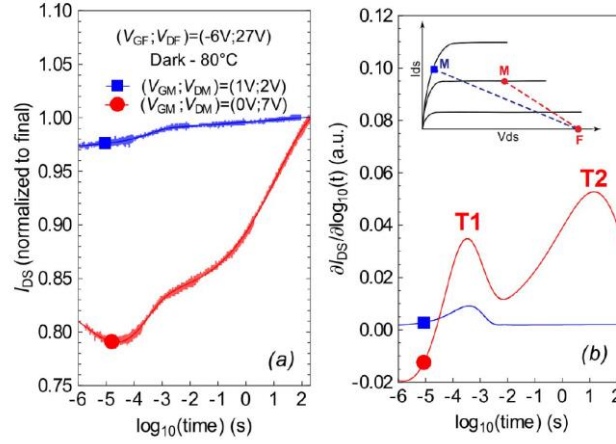 1.10
1.05
1.00
0.95
0.90
0.85
0.80
0.75
I_DS (normalized to final)
(V_GF;V_DF)=(-6V;27V)
Dark - 80°C
(V_GM;V_DM)=(1V;2V)
(V_GM;V_DM)=(0V;7V)
(a)
-6 -5 -4 -3 -2 -1 0 1 2
log₁₀(time) (s)
0.12
0.10
0.08
0.06
0.04
0.02
0.00
-0.02
∂I_DS/∂log₁₀(t) (a.u.)
Ids
M
M
F
Vds
T1
T2
(b)
-6 -5 -4 -3 -2 -1 0 1 2
log₁₀(time) (s)